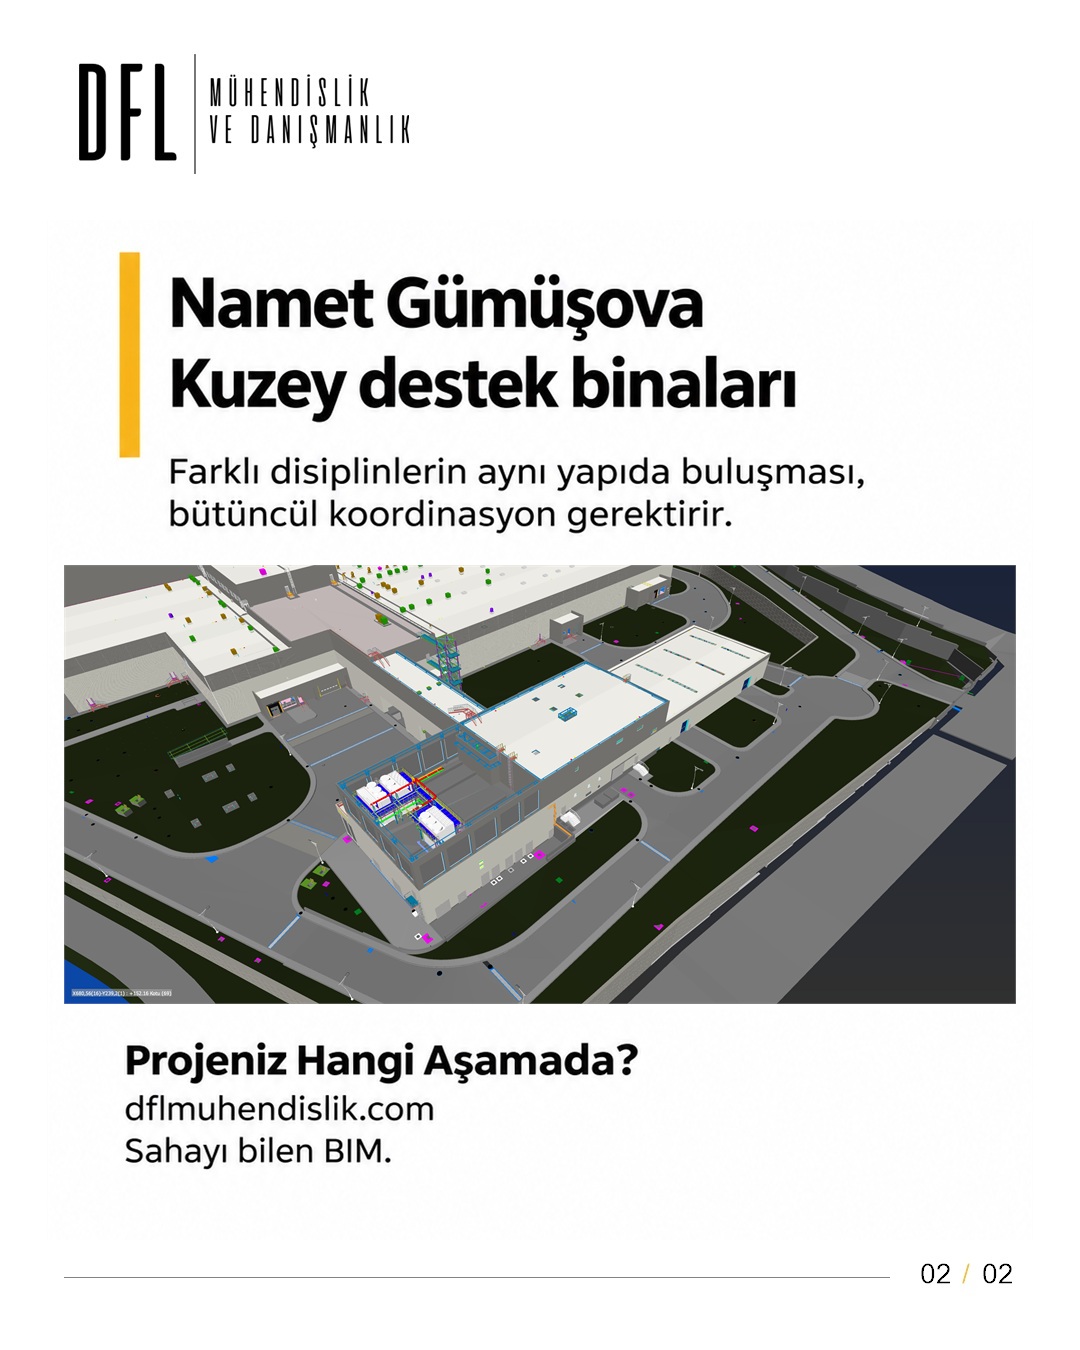 DFL
MÜHENDİSLİK
VE DANIŞMANLIK
Namet Gümüşova
Kuzey destek binaları
Farklı disiplinlerin aynı yapıda buluşması,
bütüncül koordinasyon gerektirir.
Projeniz Hangi Aşamada?
dflmuhendislik.com
Sahayı bilen BIM.
02 / 02